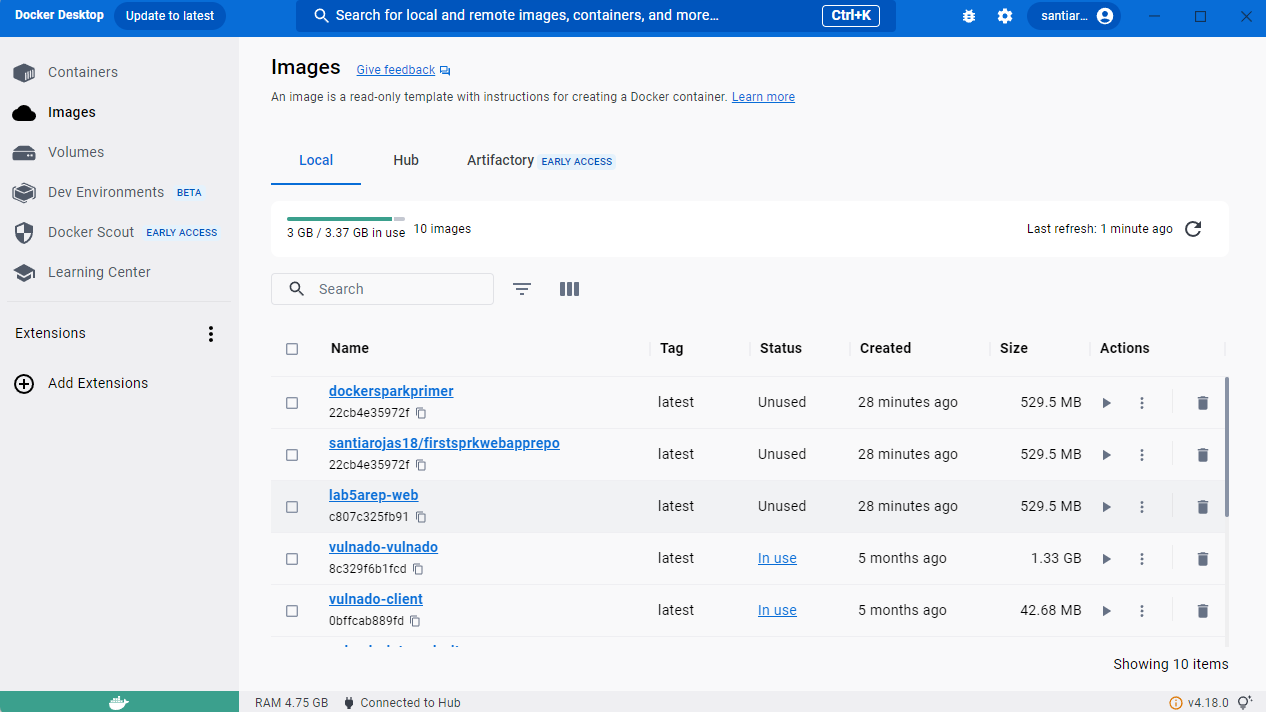 Docker Desktop Update to latest Search for local and remote images, containers, and more... Ctrl+K santiar...
Containers
Images
Volumes
Dev Environments BETA
Docker Scout EARLY ACCESS
Learning Center
Extensions
Add Extensions
Images Give feedback
An image is a read-only template with instructions for creating a Docker container. Learn more
Local Hub Artifactory EARLY ACCESS
3 GB / 3.37 GB in use 10 images Last refresh: 1 minute ago
Search
Name Tag Status Created Size Actions
dockersparkprimer
22cb4e35972f latest Unused 28 minutes ago 529.5 MB
santiarojas18/firstsprkwebapprepo
22cb4e35972f latest Unused 28 minutes ago 529.5 MB
lab5arep-web
c807c325fb91 latest Unused 28 minutes ago 529.5 MB
vulnado-vulnado
8c329f6b1fcd latest In use 5 months ago 1.33 GB
vulnado-client
0bffcab889fd latest In use 5 months ago 42.68 MB
Showing 10 items
RAM 4.75 GB Connected to Hub v4.18.0